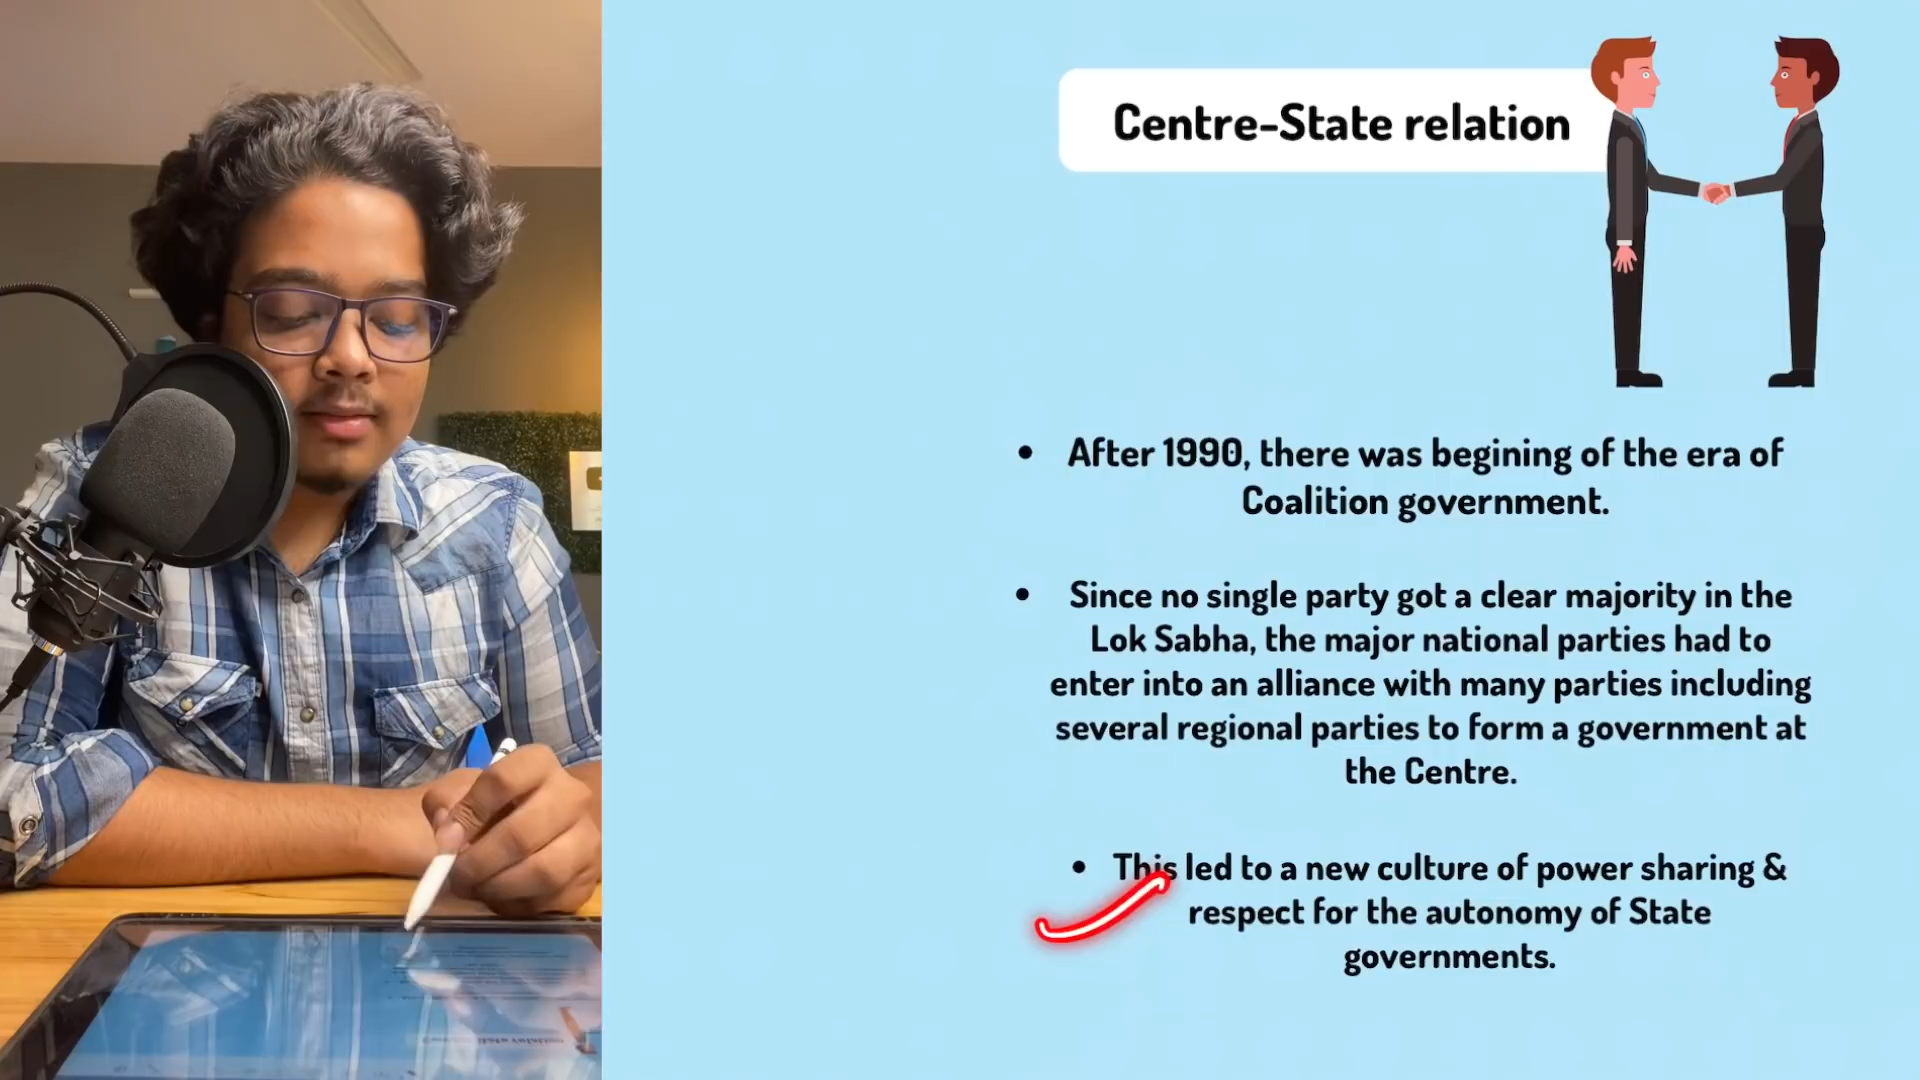 Centre-State relation
• After 1990, there was begining of the era of
Coalition government.
• Since no single party got a clear majority in the
Lok Sabha, the major national parties had to
enter into an alliance with many parties including
several regional parties to form a government at
the Centre.
• This led to a new culture of power sharing &
respect for the autonomy of State
governments.